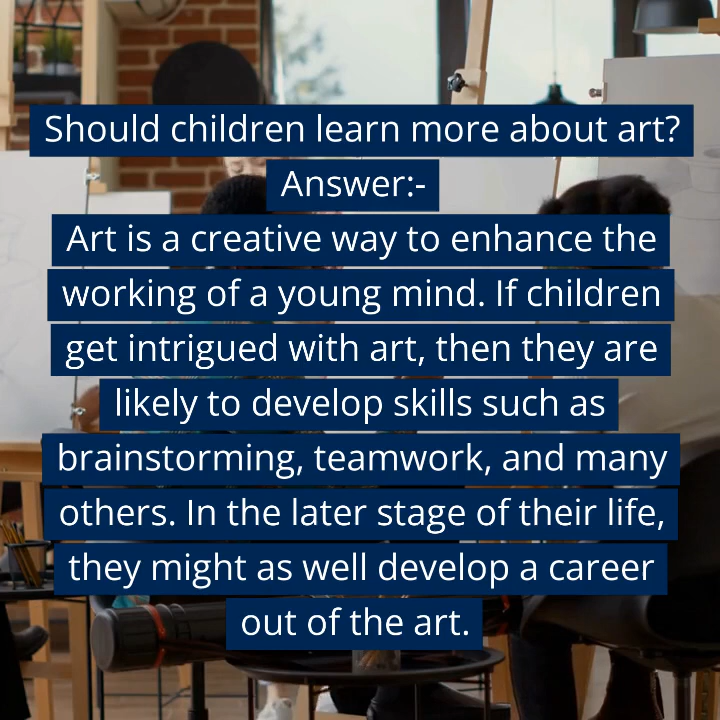 Should children learn more about art?
Answer:-
Art is a creative way to enhance the
working of a young mind. If children
get intrigued with art, then they are
likely to develop skills such as
brainstorming, teamwork, and many
others. In the later stage of their life,
they might as well develop a career
out of the art.